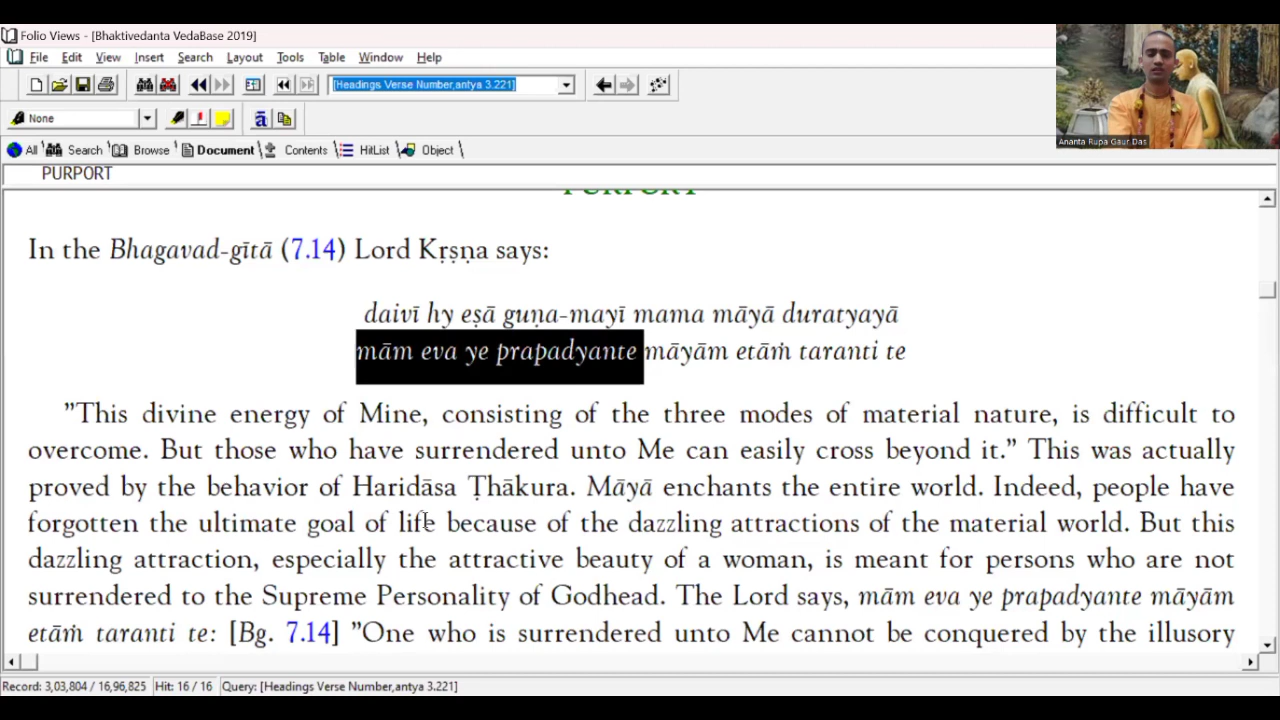 Folio Views - [Bhaktivedanta VedaBase 2019]
File Edit View Insert Search Layout Tools Table Window Help
[Headings Verse Number,antya 3.221]
None
All Search Browse Document Contents HitList Object
Ananta Rupa Gaur Das
PURPORT
PURPORT
In the Bhagavad-gītā (7.14) Lord Kṛṣṇa says:
daivī hy eṣā guṇa-mayī mama māyā duratyayā
mām eva ye prapadyante māyām etāṁ taranti te
"This divine energy of Mine, consisting of the three modes of material nature, is difficult to
overcome. But those who have surrendered unto Me can easily cross beyond it." This was actually
proved by the behavior of Haridāsa Ṭhākura. Māyā enchants the entire world. Indeed, people have
forgotten the ultimate goal of life because of the dazzling attractions of the material world. But this
dazzling attraction, especially the attractive beauty of a woman, is meant for persons who are not
surrendered to the Supreme Personality of Godhead. The Lord says, mām eva ye prapadyante māyām
etāṁ taranti te: [Bg. 7.14] "One who is surrendered unto Me cannot be conquered by the illusory
Record: 3,03,804 / 16,96,825 Hit: 16 / 16 Query: [Headings Verse Number,antya 3.221]